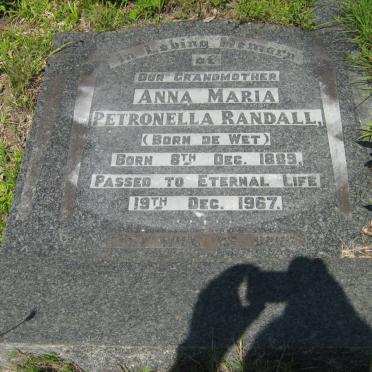 In Loving Memory
of
Our Grandmother
Anna Maria
Petronella Randall,
(Born de Wet)
Born 8th Dec. 1889,
Passed to Eternal Life
19th Dec. 1967.